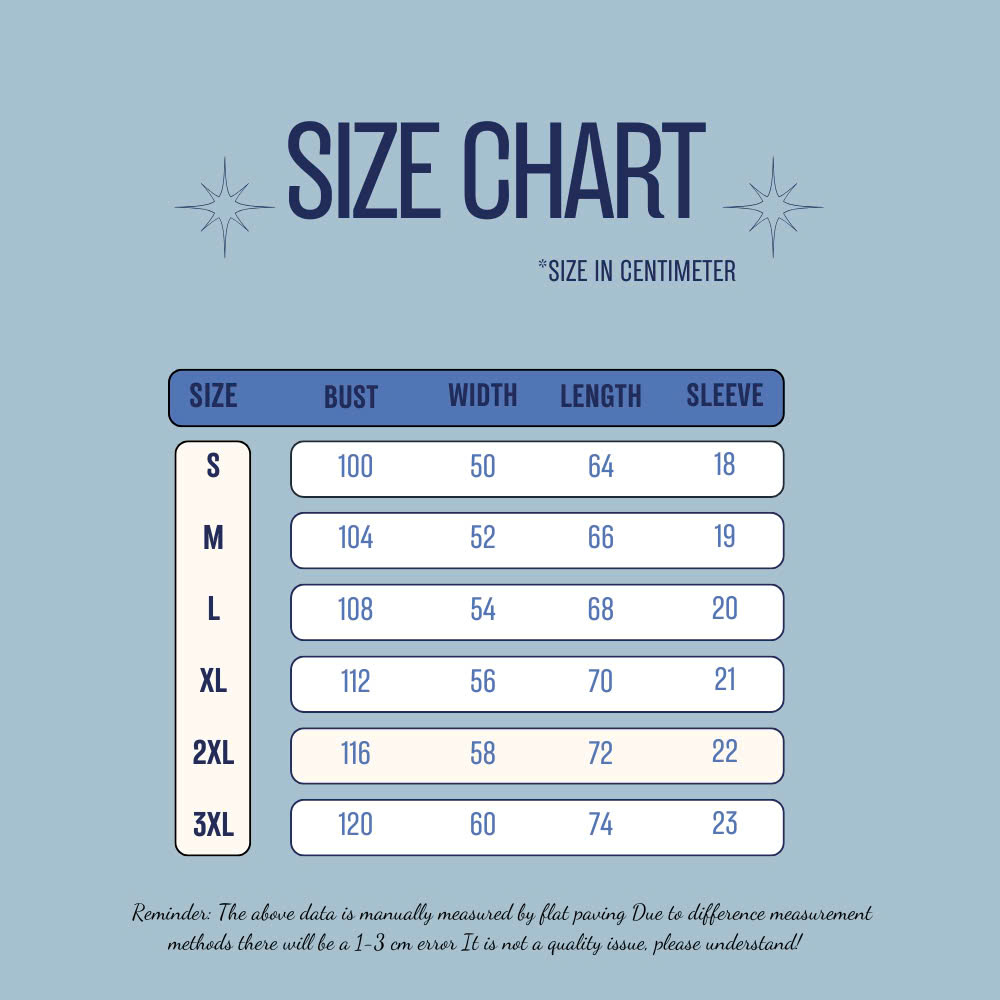 SIZE CHART
*SIZE IN CENTIMETER
SIZE BUST WIDTH LENGTH SLEEVE
S 100 50 64 18
M 104 52 66 19
L 108 54 68 20
XL 112 56 70 21
2XL 116 58 72 22
3XL 120 60 74 23
Reminder: The above data is manually measured by flat paving Due to difference measurement
methods there will be a 1-3 cm error It is not a quality issue, please understand!